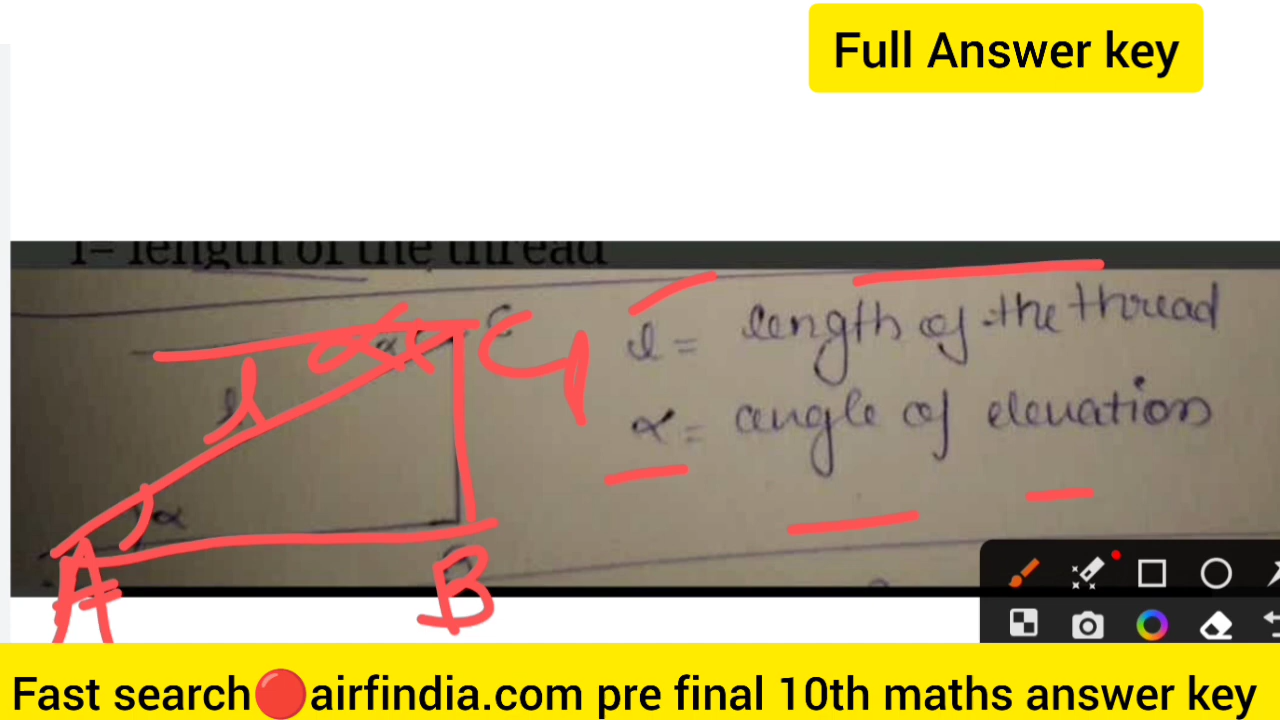 Full Answer key
l= length of the thread
C
α
l = length of the thread
l
α = angle of elevation
α
A
B
Fast search🔴airfindia.com pre final 10th maths answer key